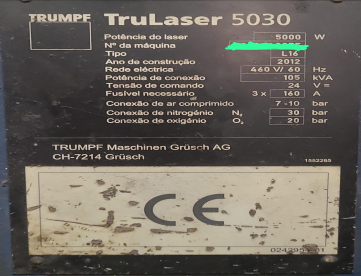 TRUMPF TruLaser 5030
Potência do laser 5000 W
Nº da máquina
Tipo L16
Ano de construção 2012
Rede elétrica 460 V/ 60 Hz
Potência de conexão 105 kVA
Tensão de comando 24 V =
Fusível necessário 3 x 160 A
Conexão de ar comprimido 7-10 bar
Conexão de nitrogênio N₂ 30 bar
Conexão de oxigênio O₂ 20 bar
TRUMPF Maschinen Grüsch AG
CH-7214 Grüsch
1552285
CE